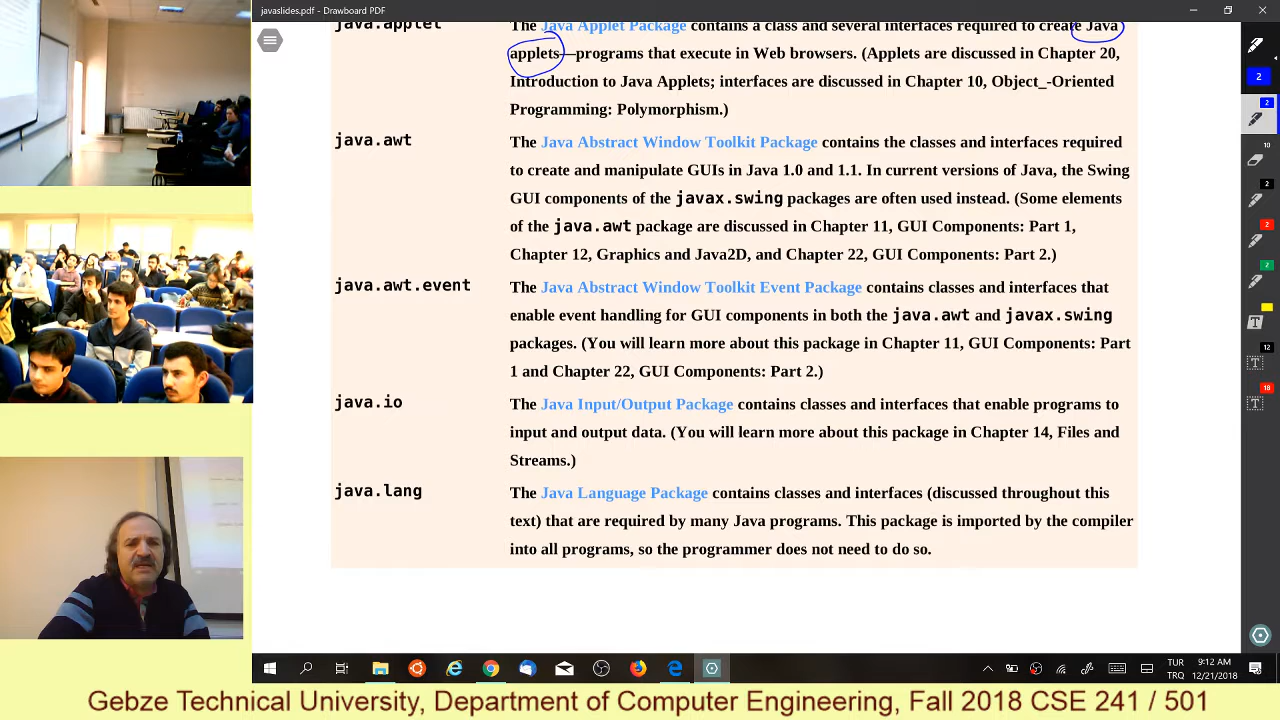 javaslides.pdf - Drawboard PDF
java.applet
The Java Applet Package contains a class and several interfaces required to create Java
applets—programs that execute in Web browsers. (Applets are discussed in Chapter 20,
Introduction to Java Applets; interfaces are discussed in Chapter 10, Object_-Oriented
Programming: Polymorphism.)
java.awt
The Java Abstract Window Toolkit Package contains the classes and interfaces required
to create and manipulate GUIs in Java 1.0 and 1.1. In current versions of Java, the Swing
GUI components of the javax.swing packages are often used instead. (Some elements
of the java.awt package are discussed in Chapter 11, GUI Components: Part 1,
Chapter 12, Graphics and Java2D, and Chapter 22, GUI Components: Part 2.)
java.awt.event
The Java Abstract Window Toolkit Event Package contains classes and interfaces that
enable event handling for GUI components in both the java.awt and javax.swing
packages. (You will learn more about this package in Chapter 11, GUI Components: Part
1 and Chapter 22, GUI Components: Part 2.)
java.io
The Java Input/Output Package contains classes and interfaces that enable programs to
input and output data. (You will learn more about this package in Chapter 14, Files and
Streams.)
java.lang
The Java Language Package contains classes and interfaces (discussed throughout this
text) that are required by many Java programs. This package is imported by the compiler
into all programs, so the programmer does not need to do so.
2
2
10
2
2
2
T
12
T
18
T
TUR
TRQ
9:12 AM
12/21/2018
Gebze Technical University, Department of Computer Engineering, Fall 2018 CSE 241 / 501